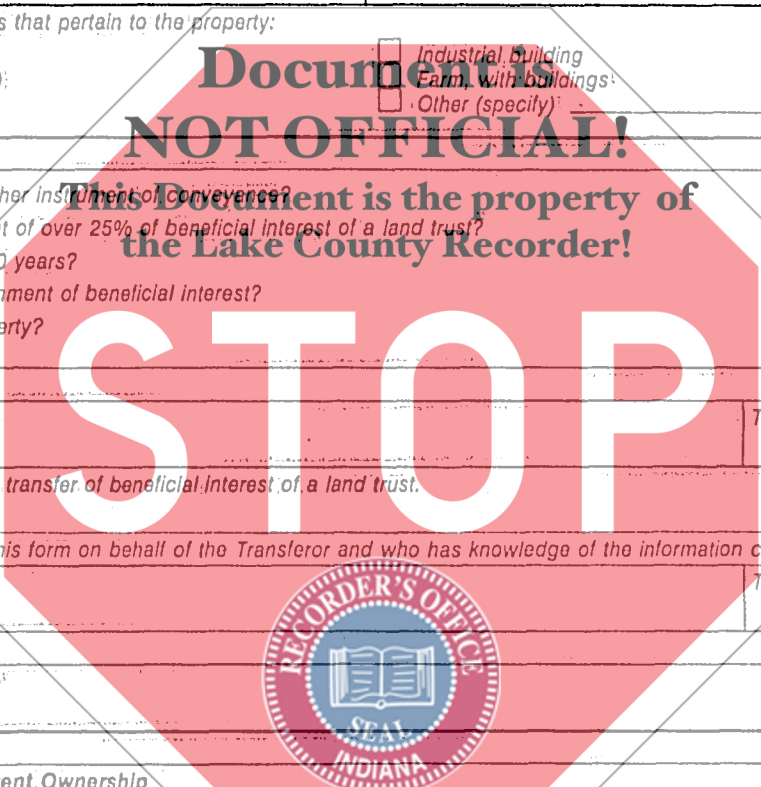 s that pertain to the property:
Document is
Industrial building
Farm, with buildings
Other (specify)
NOT OFFICIAL!
her instrument of conveyance?
This Document is the property of
t of over 25% of beneficial interest of a land trust?
the Lake County Recorder!
0 years?
nment of beneficial interest?
erty?
STOP
transfer of beneficial interest of a land trust.
his form on behalf of the Transferor and who has knowledge of the information c
RECORDER'S OFFICE
SEAL
INDIANA
ent Ownership